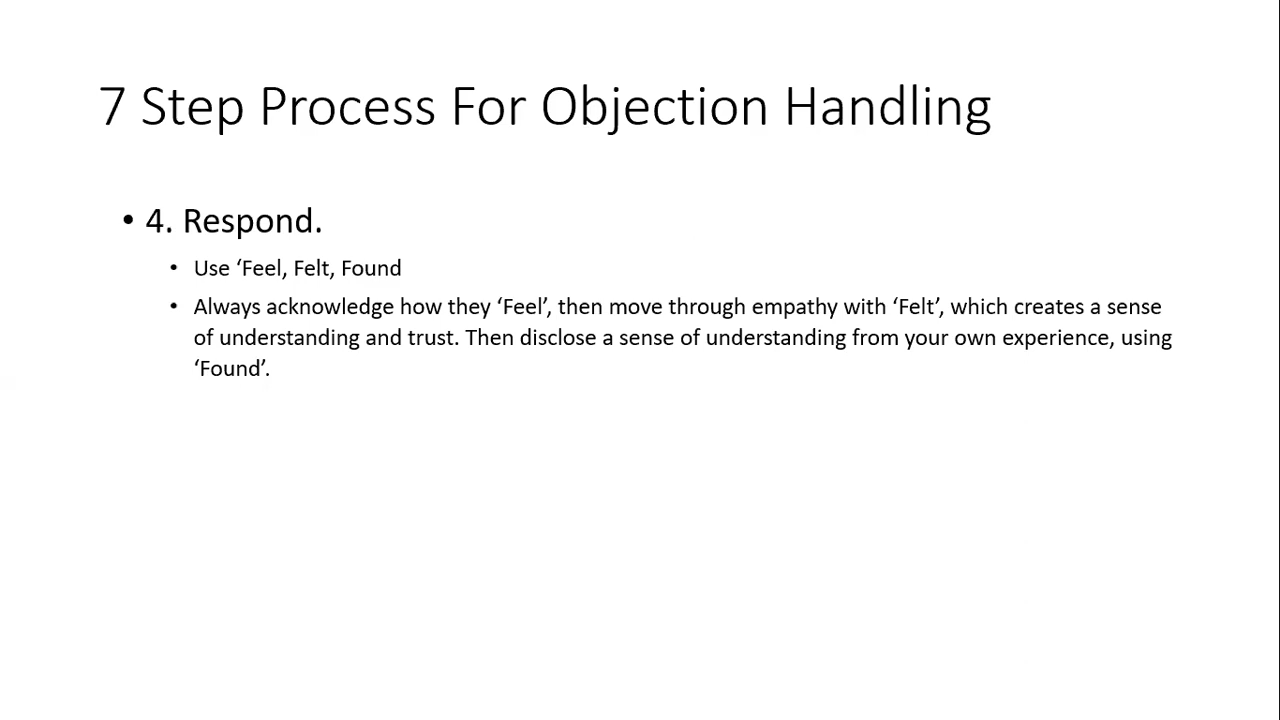 7 Step Process For Objection Handling
• 4. Respond.
• Use ‘Feel, Felt, Found
• Always acknowledge how they ‘Feel’, then move through empathy with ‘Felt’, which creates a sense
of understanding and trust. Then disclose a sense of understanding from your own experience, using
‘Found’.